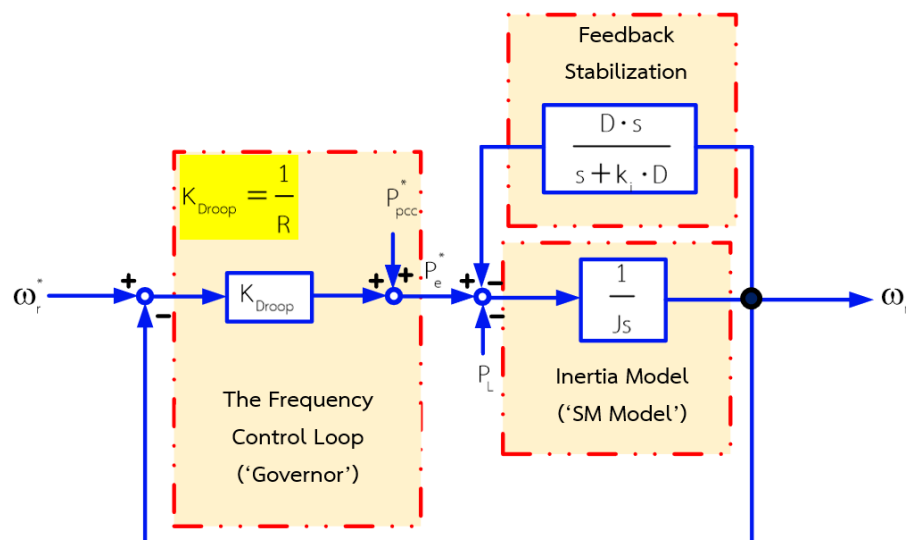 Feedback
Stabilization
D · s
s + k_i · D
K_Droop = 1
R
P*_pcc
ω*_r
+
−
K_Droop
+
+
P*_e
+
−
−
P_L
1
Js
ω
The Frequency
Control Loop
('Governor')
Inertia Model
('SM Model')